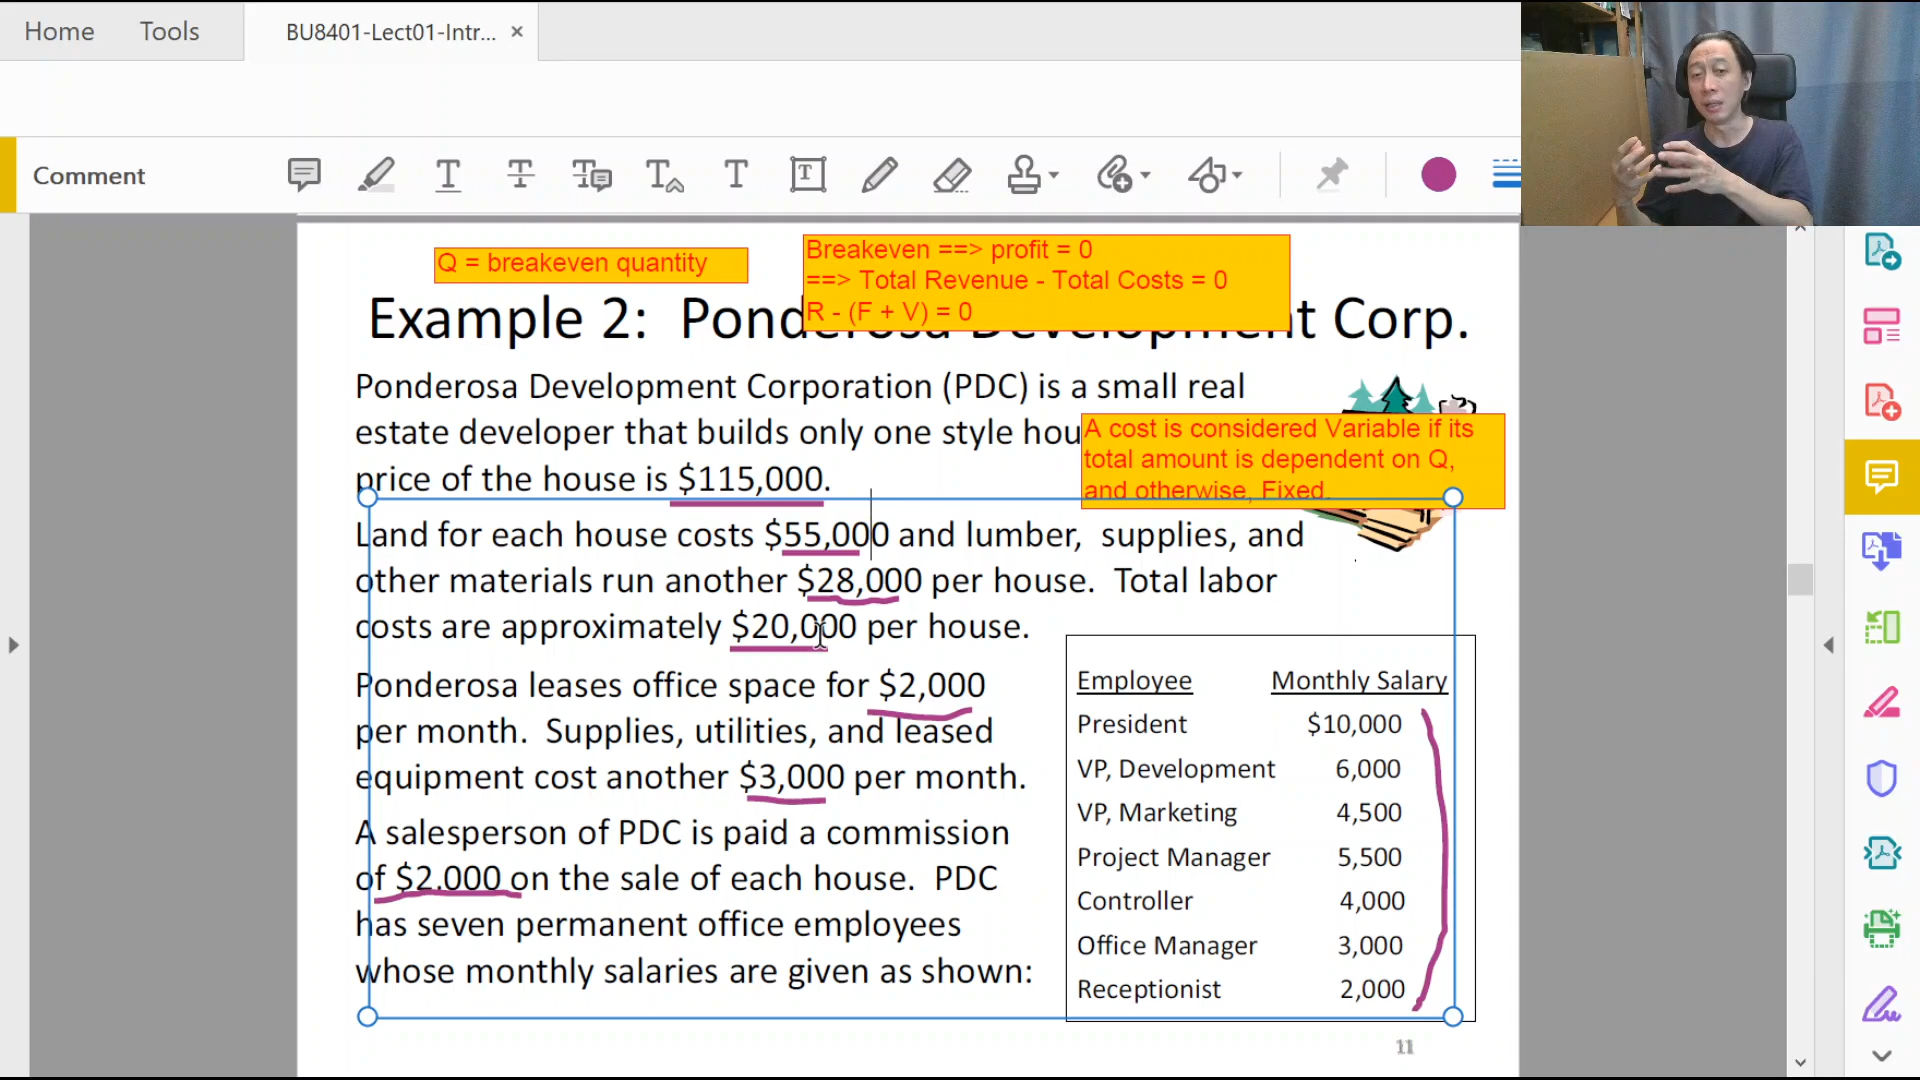 Home Tools BU8401-Lect01-Intr... ×
Comment
Q = breakeven quantity
Breakeven ==> profit = 0
==> Total Revenue - Total Costs = 0
R - (F + V) = 0
Example 2: Ponderosa Development Corp.
Ponderosa Development Corporation (PDC) is a small real
estate developer that builds only one style hou
price of the house is $115,000.
A cost is considered Variable if its
total amount is dependent on Q,
and otherwise, Fixed.
Land for each house costs $55,000 and lumber, supplies, and
other materials run another $28,000 per house. Total labor
costs are approximately $20,000 per house.
Ponderosa leases office space for $2,000
per month. Supplies, utilities, and leased
equipment cost another $3,000 per month.
A salesperson of PDC is paid a commission
of $2.000 on the sale of each house. PDC
has seven permanent office employees
whose monthly salaries are given as shown:
Employee Monthly Salary
President $10,000
VP, Development 6,000
VP, Marketing 4,500
Project Manager 5,500
Controller 4,000
Office Manager 3,000
Receptionist 2,000
11